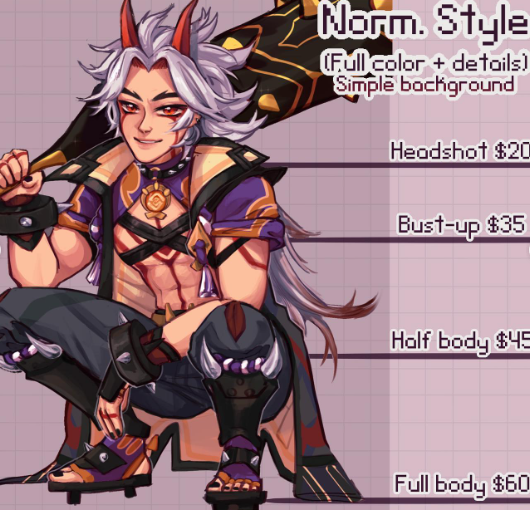 Norm. Style
(Full color + details)
Simple background
Headshot $20
Bust-up $35
Half body $45
Full body $60